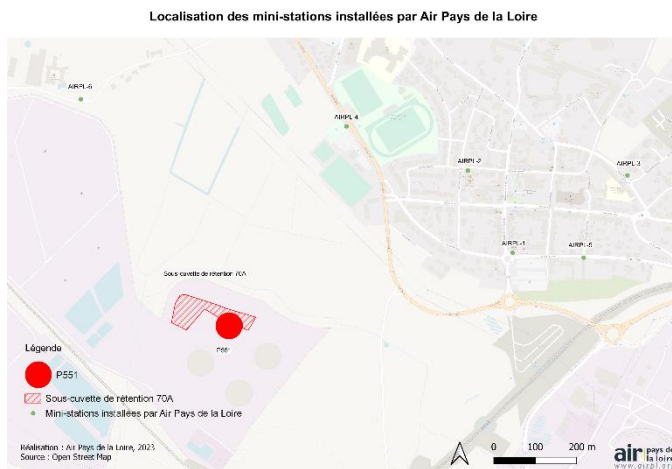 Localisation des mini-stations installées par Air Pays de la Loire
AIRPL-6
AIRPL-4
AIRPL-2
AIRPL-3
AIRPL-1
AIRPL-5
Sous-cuvette de rétention 70A
P551
Légende
P551
Sous-cuvette de rétention 70A
Mini-stations installées par Air Pays de la Loire
Réalisation : Air Pays de la Loire, 2023
Source : Open Street Map
0 100 200 m
air pays de
la loire